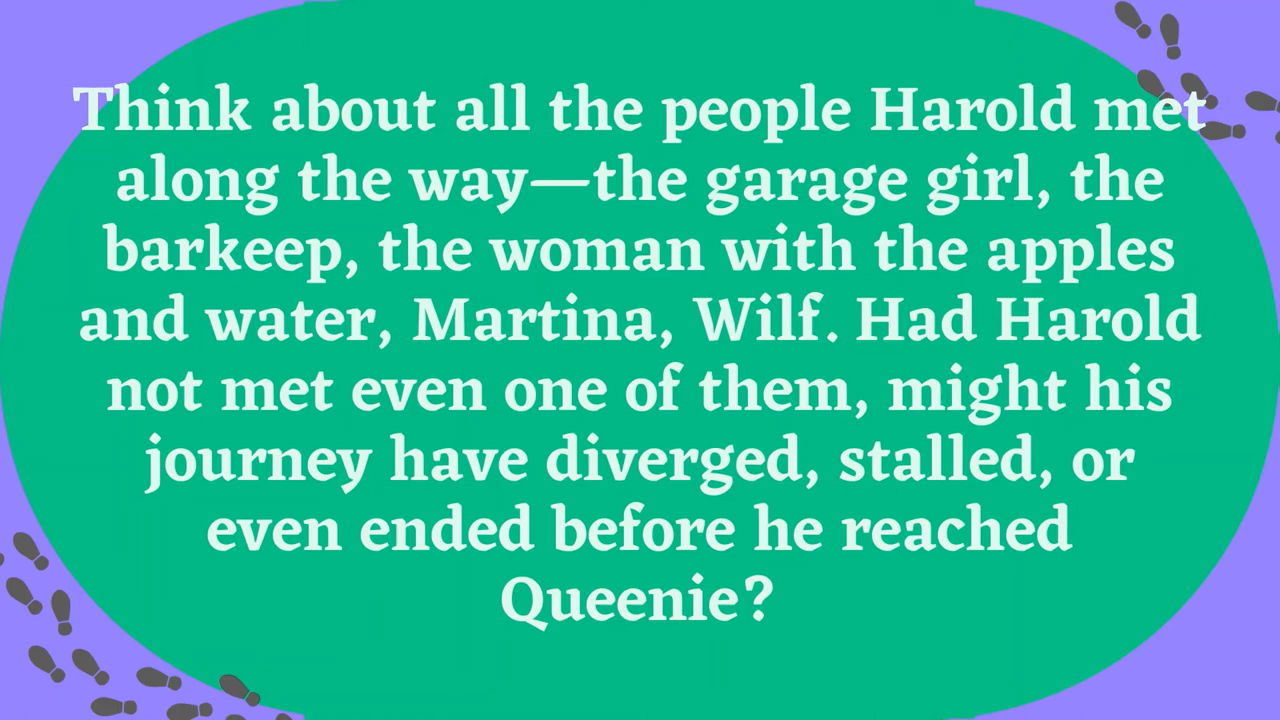 Think about all the people Harold met
along the way—the garage girl, the
barkeep, the woman with the apples
and water, Martina, Wilf. Had Harold
not met even one of them, might his
journey have diverged, stalled, or
even ended before he reached
Queenie?